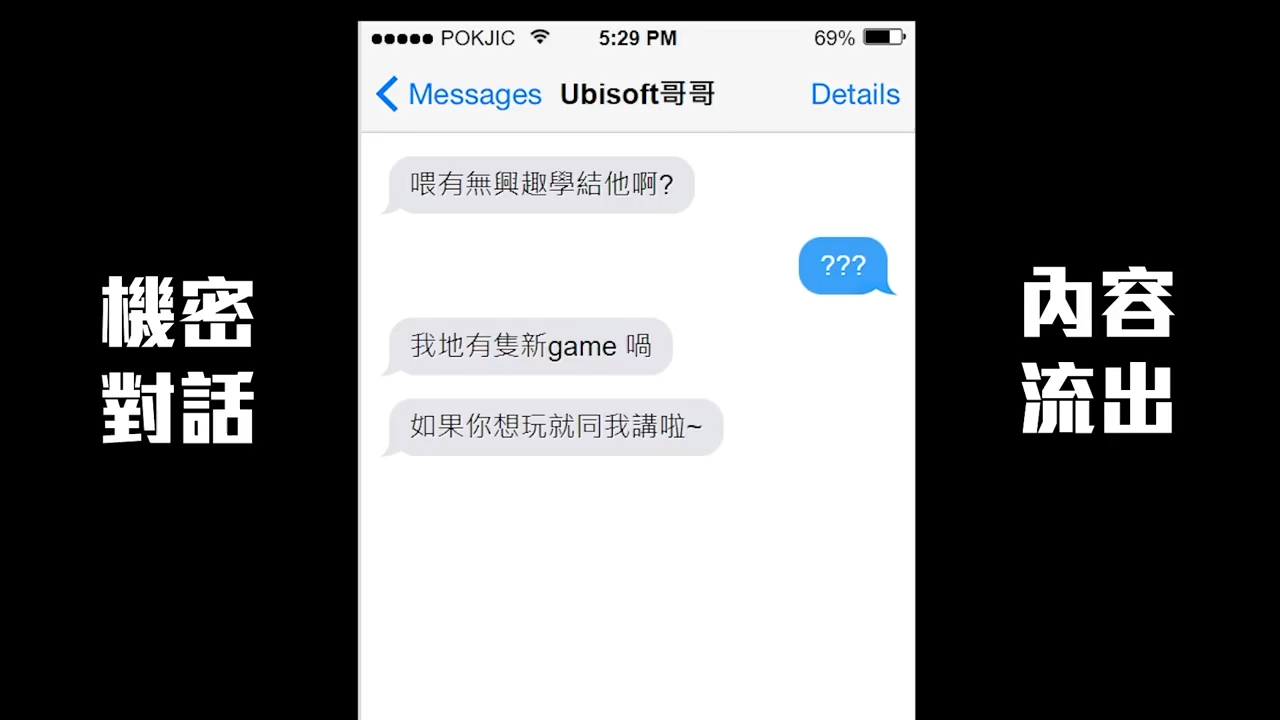 POKJIC 5:29 PM 69%
Messages Ubisoft哥哥 Details
喂有無興趣學結他啊?
???
我地有隻新game 喎
如果你想玩就同我講啦~
機密
對話
內容
流出